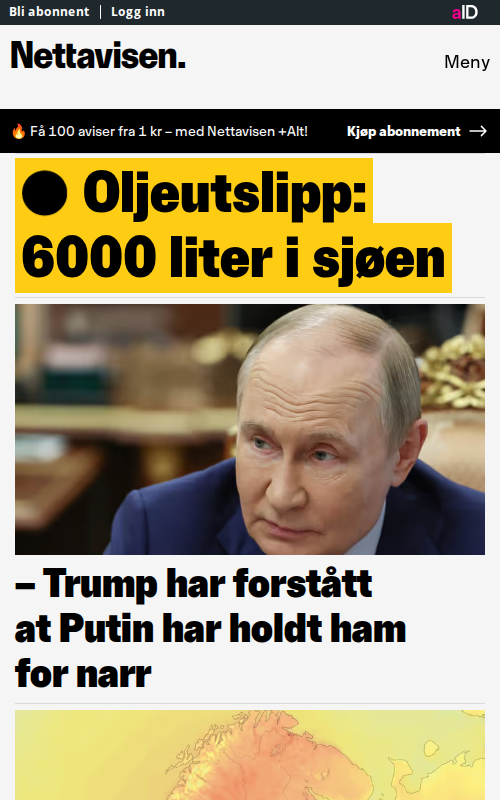 Bli abonnent
Logg inn
aID
Nettavisen.
Meny
🔥 Få 100 aviser fra 1 kr – med Nettavisen +Alt!
Kjøp abonnement →
● Oljeutslipp:
6000 liter i sjøen
– Trump har forstått
at Putin har holdt ham
for narr